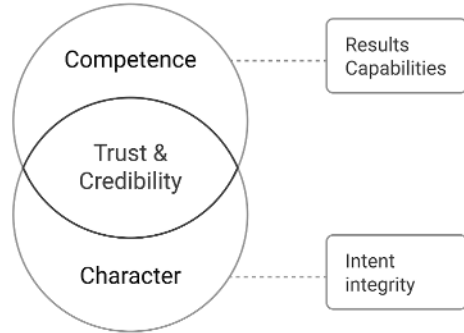 Competence
Results
Capabilities
Trust &
Credibility
Character
Intent
integrity